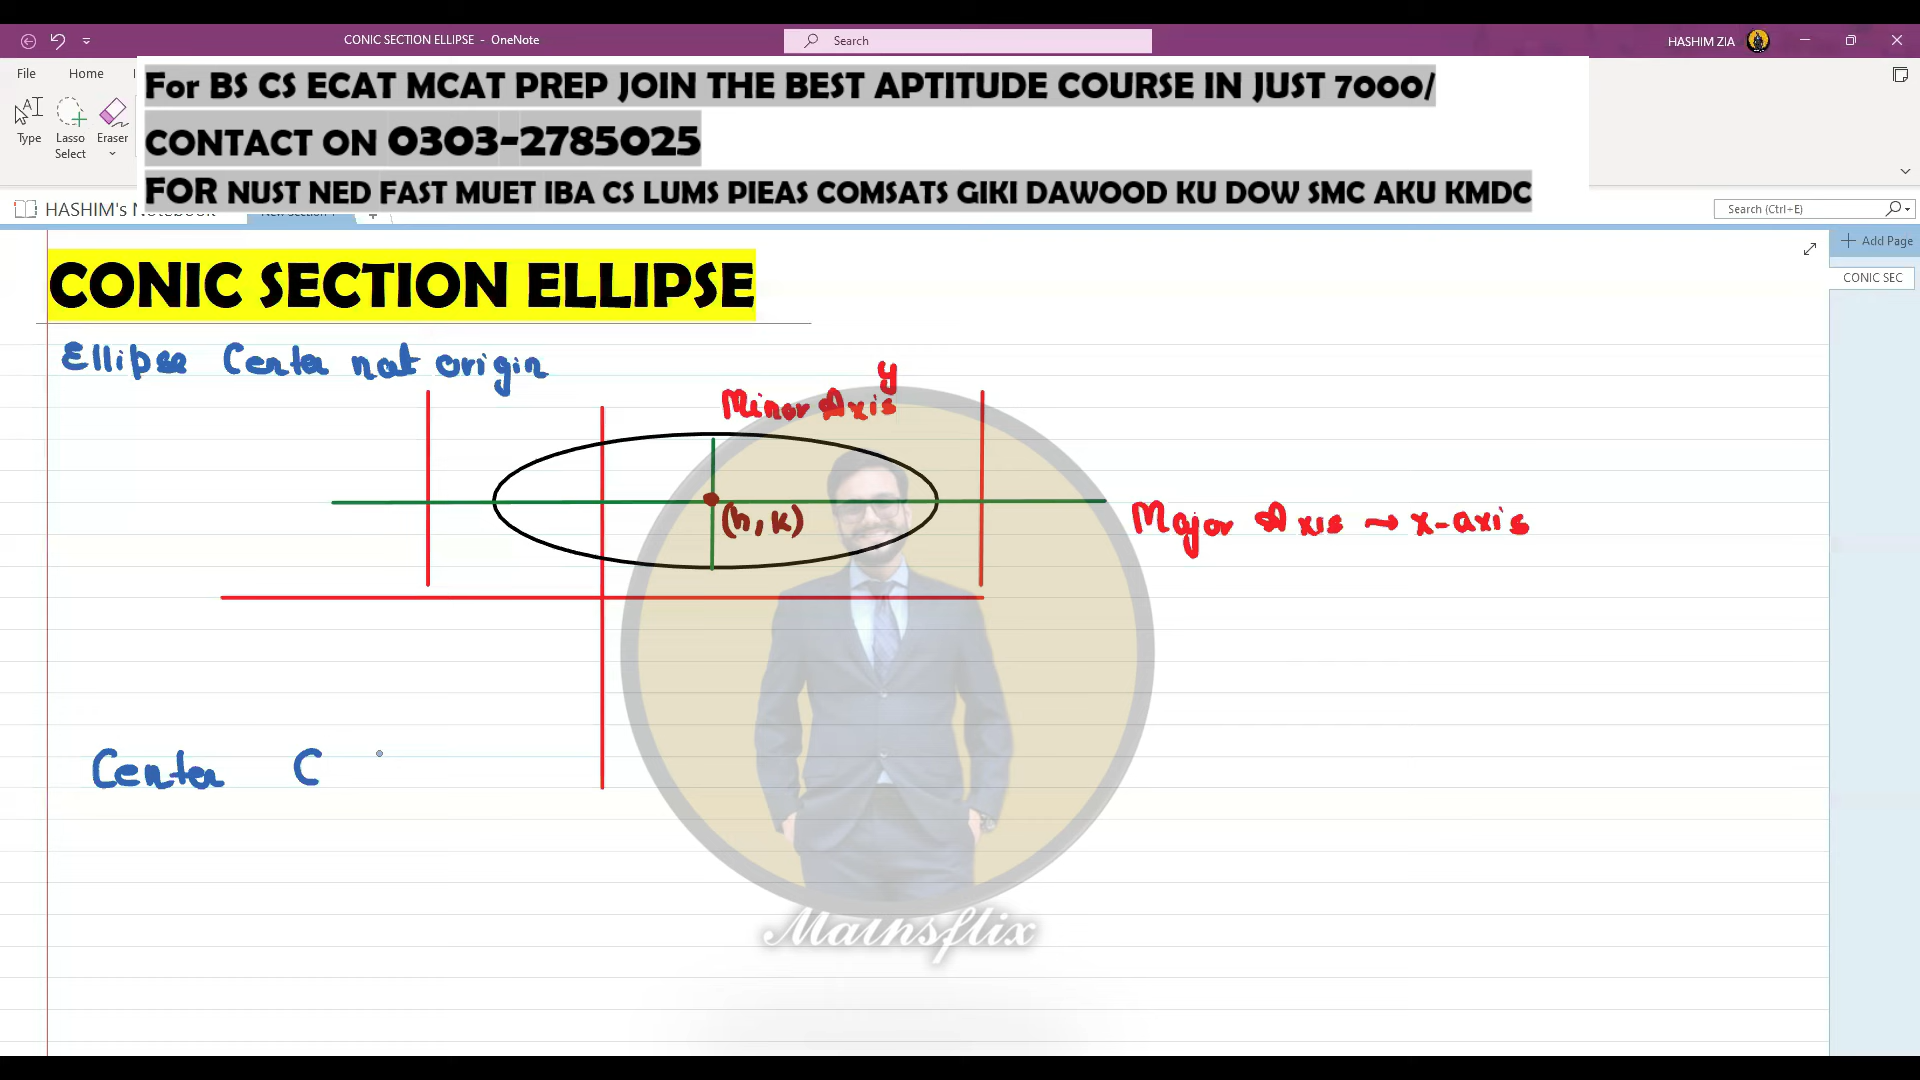 CONIC SECTION ELLIPSE - OneNote
Search
HASHIM ZIA
File
Home
For BS CS ECAT MCAT PREP JOIN THE BEST APTITUDE COURSE IN JUST 7000/
CONTACT ON 0303-2785025
FOR NUST NED FAST MUET IBA CS LUMS PIEAS COMSATS GIKI DAWOOD KU DOW SMC AKU KMDC
Type
Lasso Select
Eraser
HASHIM's Notebook
Search (Ctrl+E)
Add Page
CONIC SEC
CONIC SECTION ELLIPSE
Ellipse Center not origin
y
Minor Axis
(h, k)
Major Axis → x-axis
Center C
Mainsflix